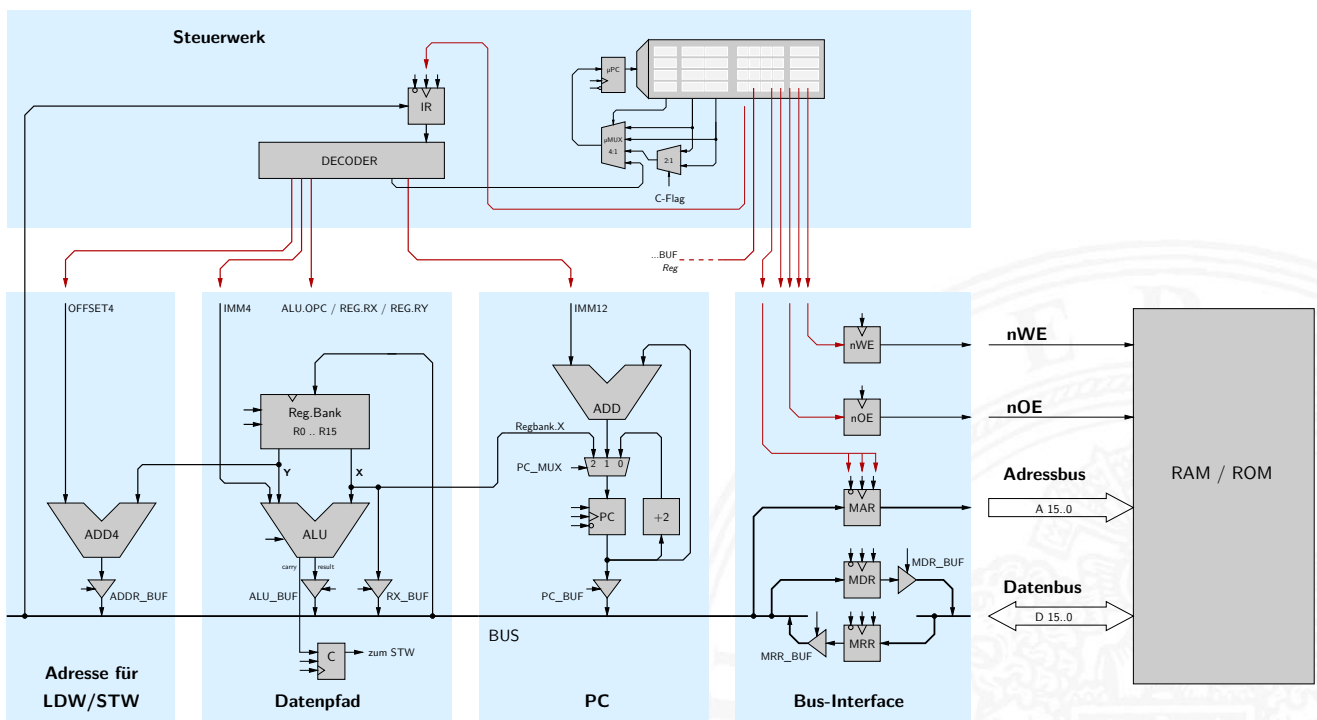 Steuerwerk
µPC
IR
µMUX
4:1
2:1
DECODER
C-Flag
...BUF
Reg
OFFSET4
IMM4
ALU.OPC / REG.RX / REG.RY
IMM12
nWE
nWE
ADD
Reg.Bank
R0 .. R15
nOE
nOE
Regbank.X
Y
X
PC_MUX
2 1 0
RAM / ROM
Adressbus
MAR
A 15..0
ADD4
ALU
PC
+2
carry
result
MDR
MDR_BUF
ADDR_BUF
ALU_BUF
RX_BUF
PC_BUF
Datenbus
D 15..0
BUS
MRR
MRR_BUF
C
zum STW
Adresse für
LDW/STW
Datenpfad
PC
Bus-Interface